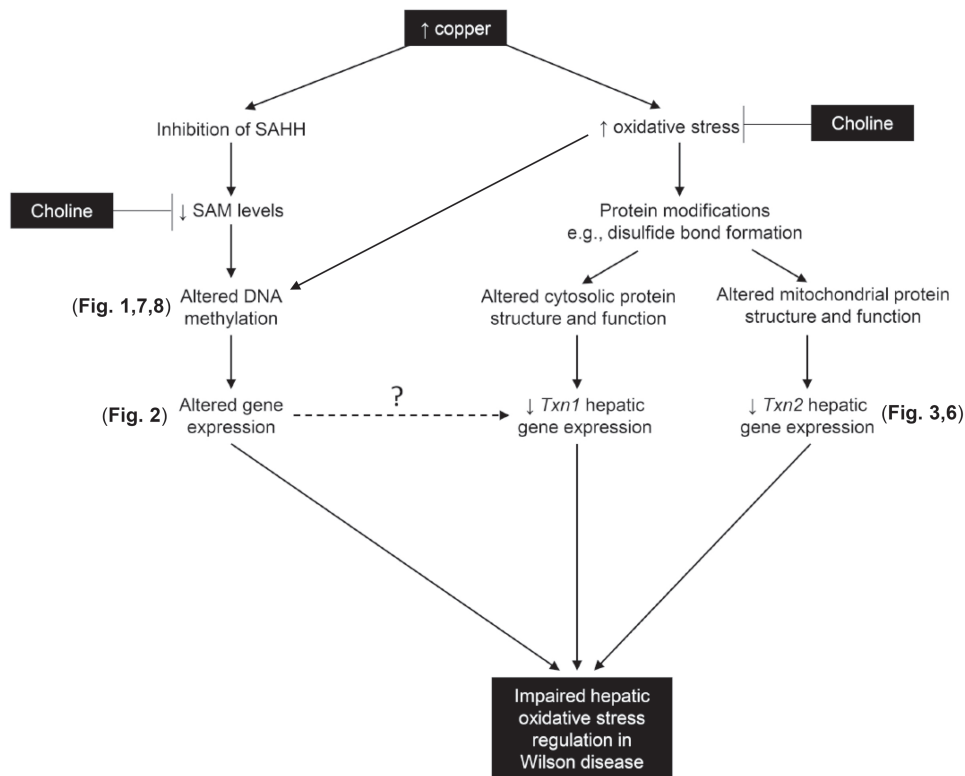 ↑ copper
Inhibition of SAHH
↑ oxidative stress
Choline
Choline
↓ SAM levels
Protein modifications
e.g., disulfide bond formation
(Fig. 1,7,8)
Altered DNA
methylation
Altered cytosolic protein
structure and function
Altered mitochondrial protein
structure and function
(Fig. 2)
Altered gene
expression
?
↓ Txn1 hepatic
gene expression
↓ Txn2 hepatic
gene expression
(Fig. 3,6)
Impaired hepatic
oxidative stress
regulation in
Wilson disease